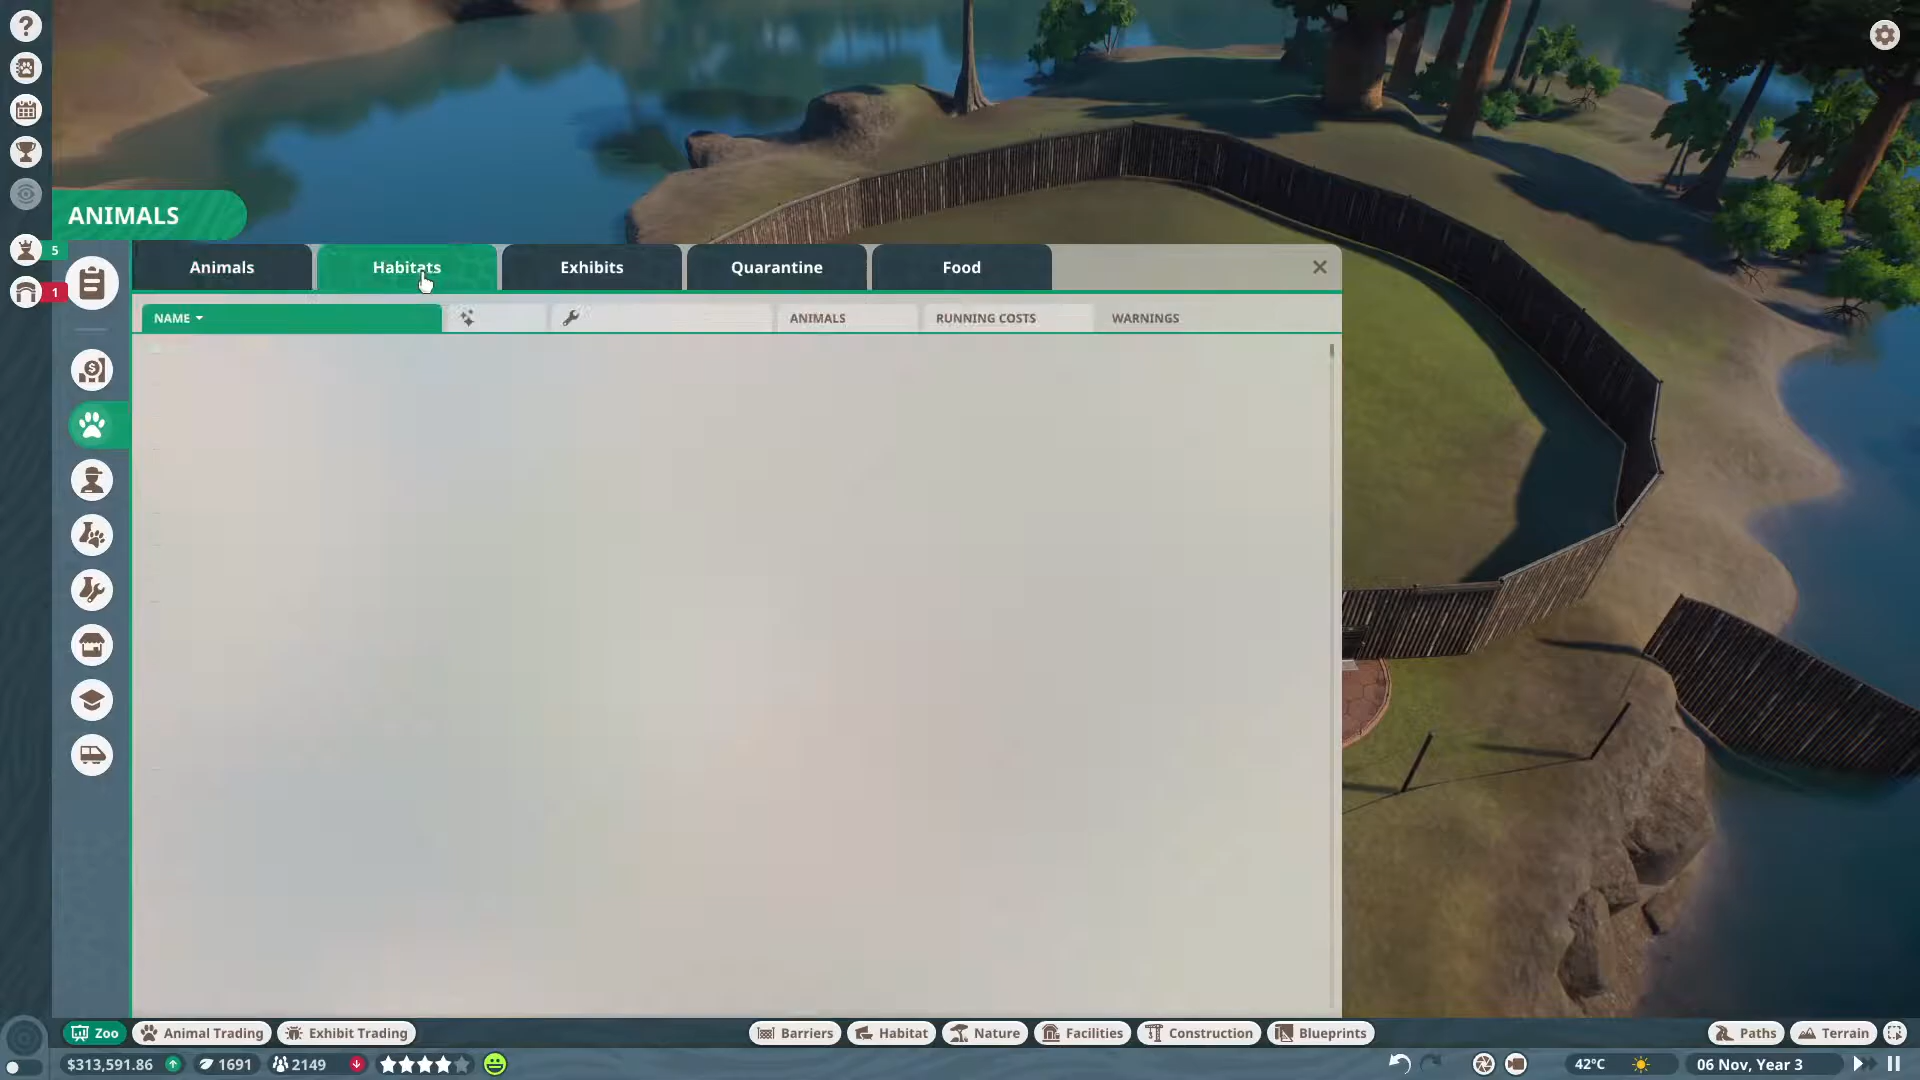 ANIMALS
5
1
Animals
Habitats
Exhibits
Quarantine
Food
NAME
ANIMALS
RUNNING COSTS
WARNINGS
Zoo
Animal Trading
Exhibit Trading
Barriers
Habitat
Nature
Facilities
Construction
Blueprints
Paths
Terrain
$313,591.86
1691
2149
42°C
06 Nov, Year 3